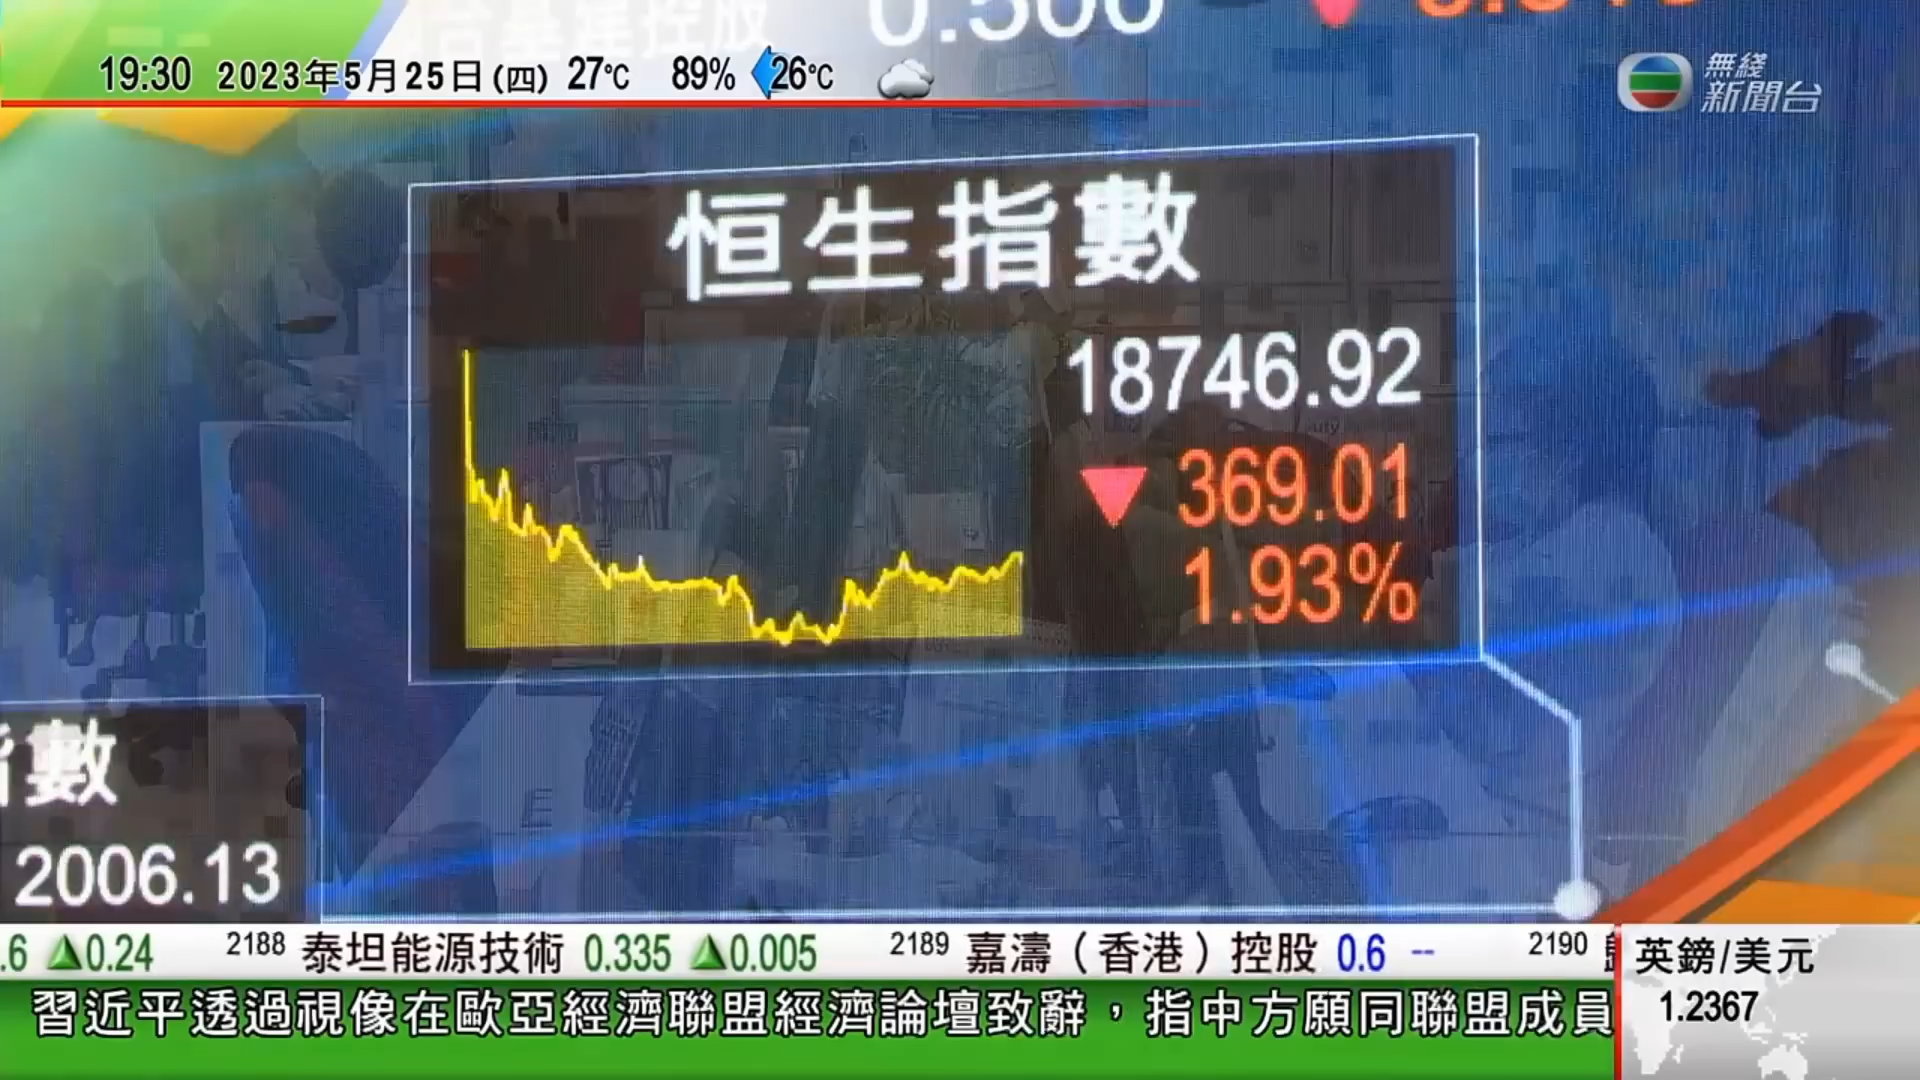 0.500
19:30 2023年5月25日(四) 27℃ 89% 26℃
無綫
新聞台
恒生指數
18746.92
▼ 369.01
1.93%
指數
2006.13
.6 ▲0.24 2188 泰坦能源技術 0.335 ▲0.005 2189 嘉濤（香港）控股 0.6 -- 2190
英鎊/美元
1.2367
習近平透過視像在歐亞經濟聯盟經濟論壇致辭，指中方願同聯盟成員